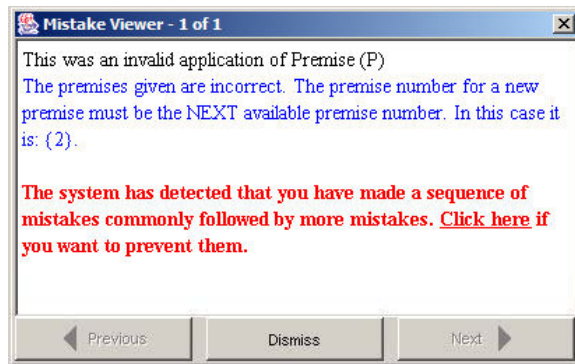 Mistake Viewer - 1 of 1
This was an invalid application of Premise (P)
The premises given are incorrect. The premise number for a new
premise must be the NEXT available premise number. In this case it
is: {2}.
The system has detected that you have made a sequence of
mistakes commonly followed by more mistakes. Click here if
you want to prevent them.
Previous
Dismiss
Next